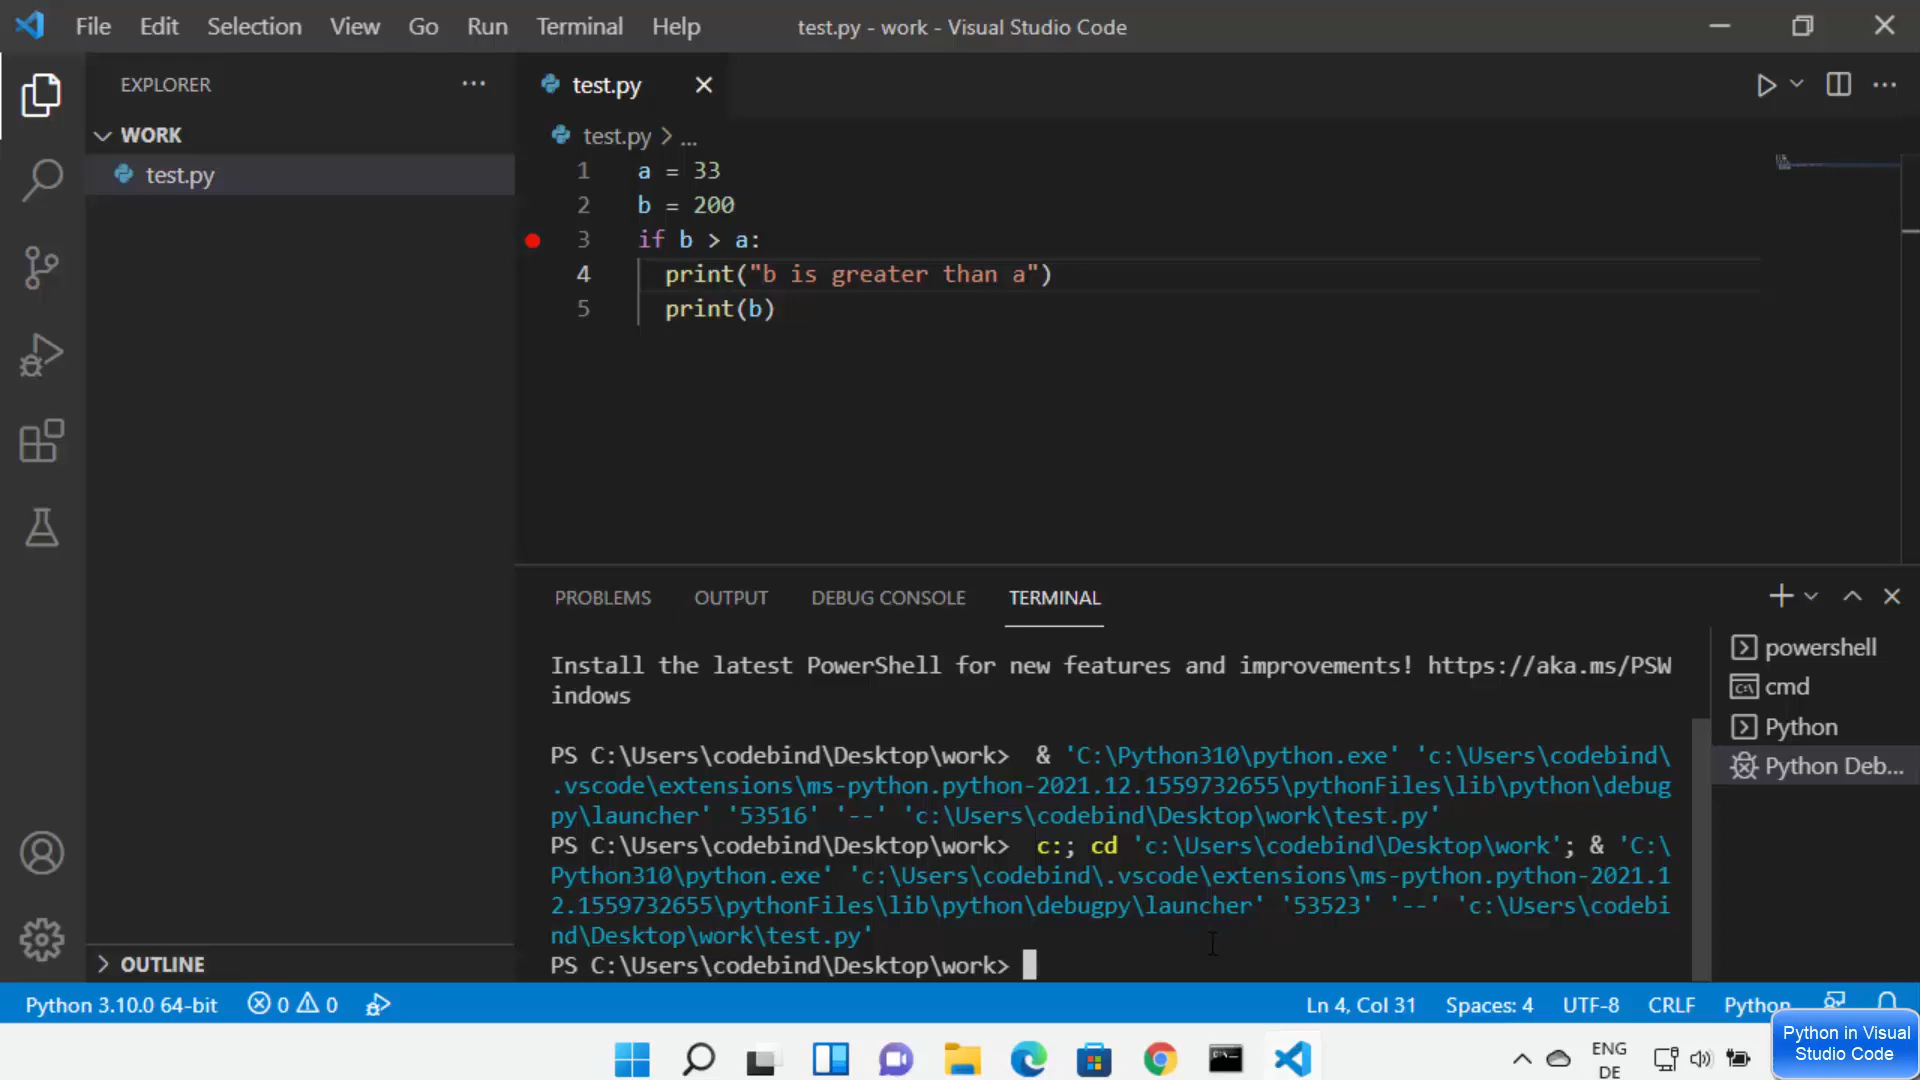 File Edit Selection View Go Run Terminal Help test.py - work - Visual Studio Code
EXPLORER
WORK
test.py
OUTLINE
test.py
test.py > ...
1 a = 33
2 b = 200
3 if b > a:
4 print("b is greater than a")
5 print(b)
PROBLEMS OUTPUT DEBUG CONSOLE TERMINAL
Install the latest PowerShell for new features and improvements! https://aka.ms/PSW
indows
PS C:\Users\codebind\Desktop\work> & 'C:\Python310\python.exe' 'c:\Users\codebind\
.vscode\extensions\ms-python.python-2021.12.1559732655\pythonFiles\lib\python\debug
py\launcher' '53516' '--' 'c:\Users\codebind\Desktop\work\test.py'
PS C:\Users\codebind\Desktop\work> c:; cd 'c:\Users\codebind\Desktop\work'; & 'C:\
Python310\python.exe' 'c:\Users\codebind\.vscode\extensions\ms-python.python-2021.1
2.1559732655\pythonFiles\lib\python\debugpy\launcher' '53523' '--' 'c:\Users\codebi
nd\Desktop\work\test.py'
PS C:\Users\codebind\Desktop\work>
powershell
cmd
Python
Python Deb...
Python 3.10.0 64-bit 0 0 Ln 4, Col 31 Spaces: 4 UTF-8 CRLF Python
ENG
DE
Python in Visual
Studio Code